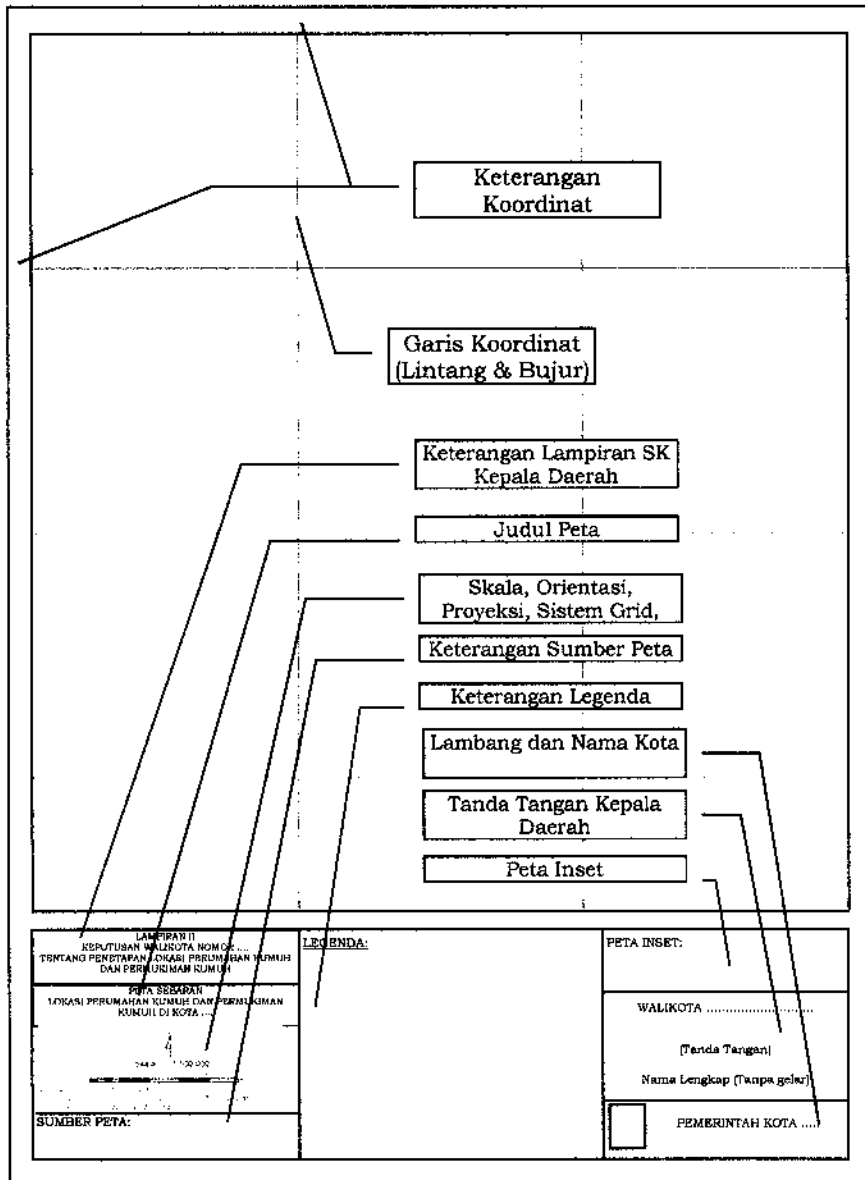 Keterangan
Koordinat
Garis Koordinat
(Lintang & Bujur)
Keterangan Lampiran SK
Kepala Daerah
Judul Peta
Skala, Orientasi,
Proyeksi, Sistem Grid,
Keterangan Sumber Peta
Keterangan Legenda
Lambang dan Nama Kota
Tanda Tangan Kepala
Daerah
Peta Inset
LAMPIRAN II
KEPUTUSAN WALIKOTA NOMOR ....
TENTANG PENETAPAN LOKASI PERUMAHAN KUMUH
DAN PERMUKIMAN KUMUH
PETA SEBARAN
LOKASI PERUMAHAN KUMUH DAN PERMUKIMAN
KUMUH DI KOTA ....
SUMBER PETA:
LEGENDA:
PETA INSET:
WALIKOTA ............................
(Tanda Tangan)
Nama Lengkap (Tanpa gelar)
PEMERINTAH KOTA .....